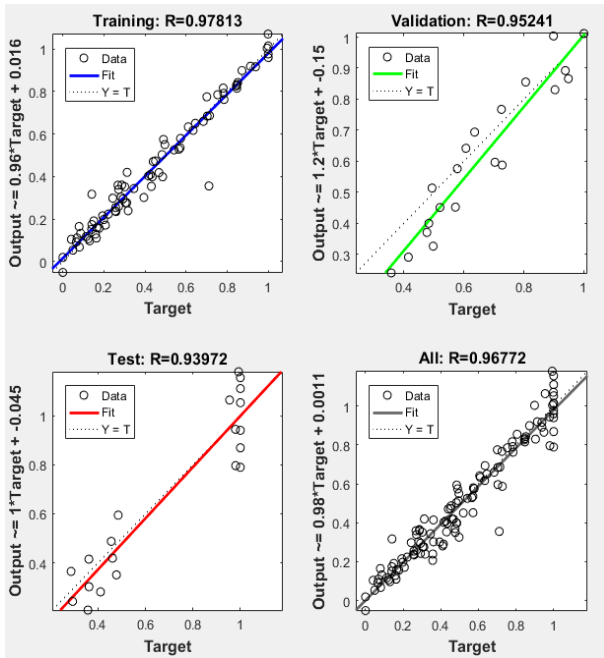 Training: R=0.97813
Output ~= 0.96*Target + 0.016
Data
Fit
Y = T
1
0.8
0.6
0.4
0.2
0
0
0.2
0.4
0.6
0.8
1
Target
Validation: R=0.95241
Output ~= 1.2*Target + -0.15
Data
Fit
Y = T
1
0.9
0.8
0.7
0.6
0.5
0.4
0.3
0.4
0.6
0.8
1
Target
Test: R=0.93972
Output ~= 1*Target + -0.045
Data
Fit
Y = T
1
0.8
0.6
0.4
0.4
0.6
0.8
1
Target
All: R=0.96772
Output ~= 0.98*Target + 0.0011
Data
Fit
Y = T
1
0.8
0.6
0.4
0.2
0
0
0.2
0.4
0.6
0.8
1
Target